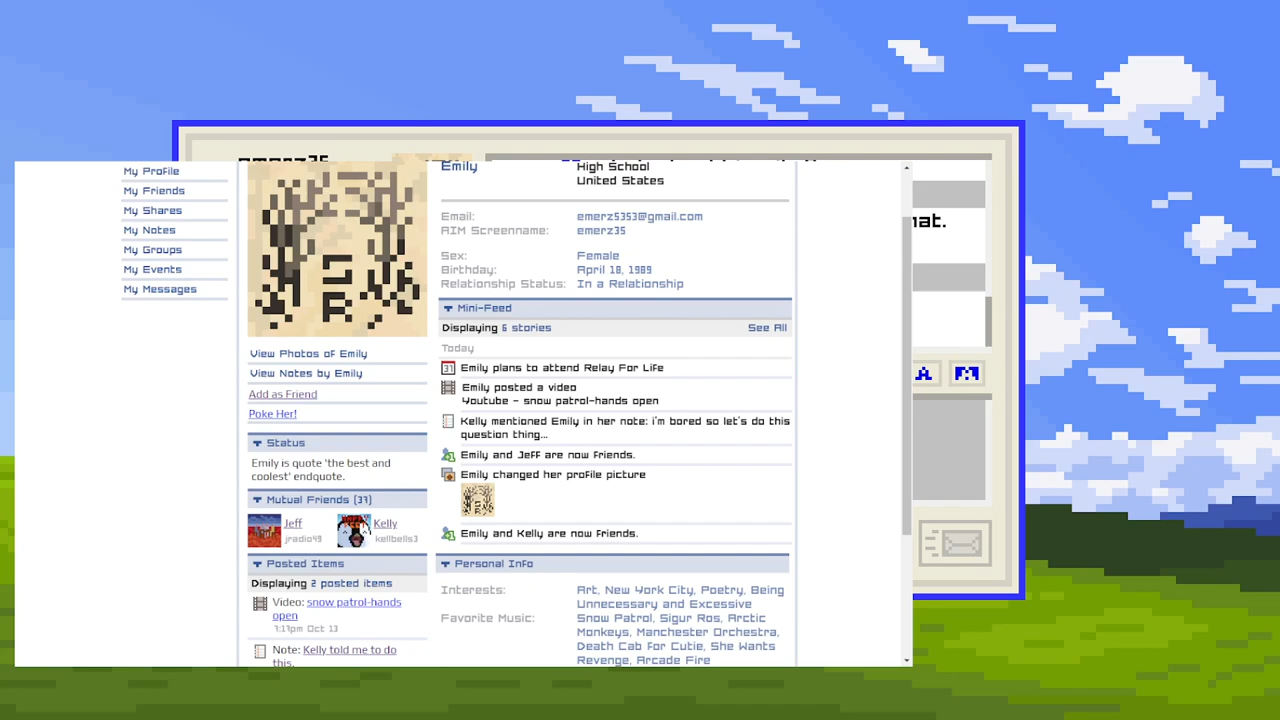 emerz35
My Profile
My Friends
My Shares
My Notes
My Groups
My Events
My Messages
View Photos of Emily
View Notes by Emily
Add as Friend
Poke Her!
Status
Emily is quote 'the best and
coolest' endquote.
Mutual Friends (37)
Jeff
jradio49
Kelly
kellbells3
Posted Items
Displaying 2 posted items
Video: snow patrol-hands
open
7:17pm Oct 13
Note: Kelly told me to do
this.
Emily
High School
United States
Email: emerz5353@gmail.com
AIM Screenname: emerz35
Sex: Female
Birthday: April 18, 1989
Relationship Status: In a Relationship
Mini-Feed
Displaying 6 stories See All
Today
31 Emily plans to attend Relay For Life
Emily posted a video
Youtube - snow patrol-hands open
Kelly mentioned Emily in her note: i'm bored so let's do this
question thing...
Emily and Jeff are now friends.
Emily changed her profile picture
Emily and Kelly are now friends.
Personal Info
Interests: Art, New York City, Poetry, Being
Unnecessary and Excessive
Favorite Music: Snow Patrol, Sigur Ros, Arctic
Monkeys, Manchester Orchestra,
Death Cab for Cutie, She Wants
Revenge, Arcade Fire
hat.
A